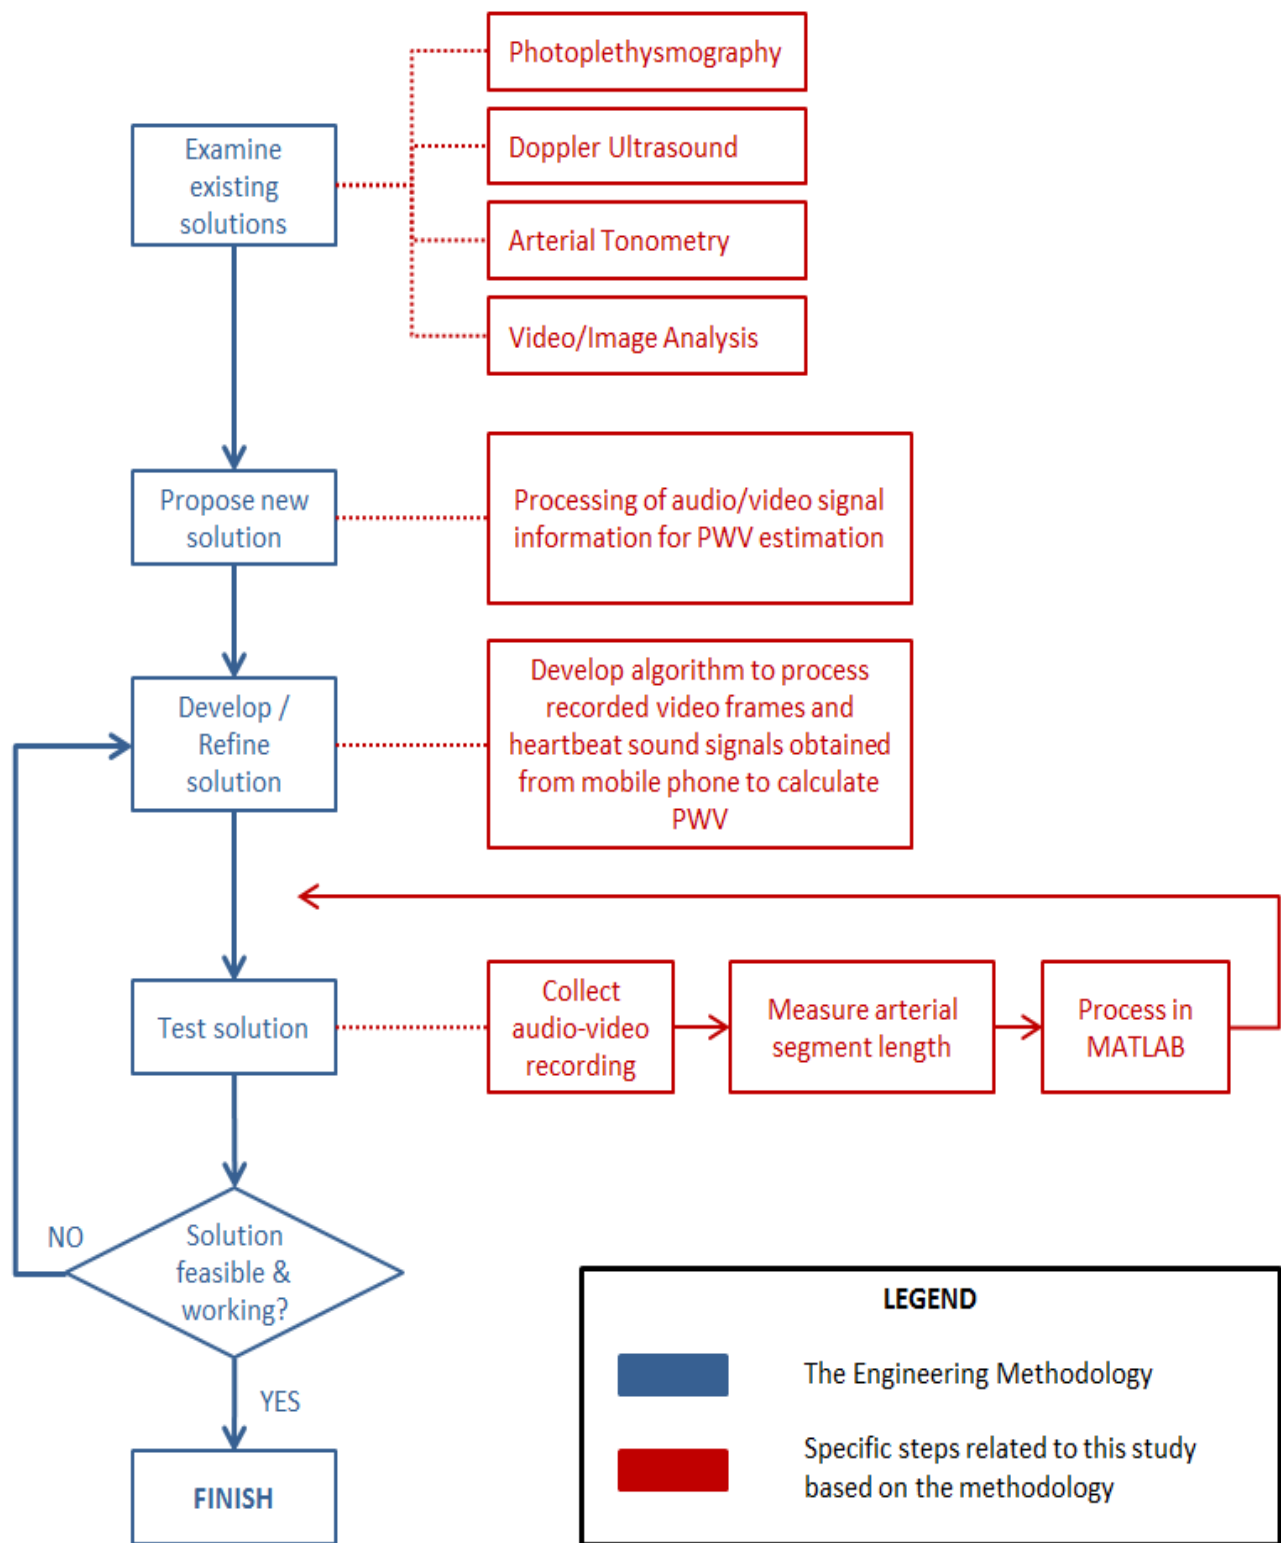 Photoplethysmography
Examine
existing
solutions
Doppler Ultrasound
Arterial Tonometry
Video/Image Analysis
Propose new
solution
Processing of audio/video signal
information for PWV estimation
Develop /
Refine
solution
Develop algorithm to process
recorded video frames and
heartbeat sound signals obtained
from mobile phone to calculate
PWV
Test solution
Collect
audio-video
recording
Measure arterial
segment length
Process in
MATLAB
NO
Solution
feasible &
working?
YES
FINISH
LEGEND
The Engineering Methodology
Specific steps related to this study
based on the methodology